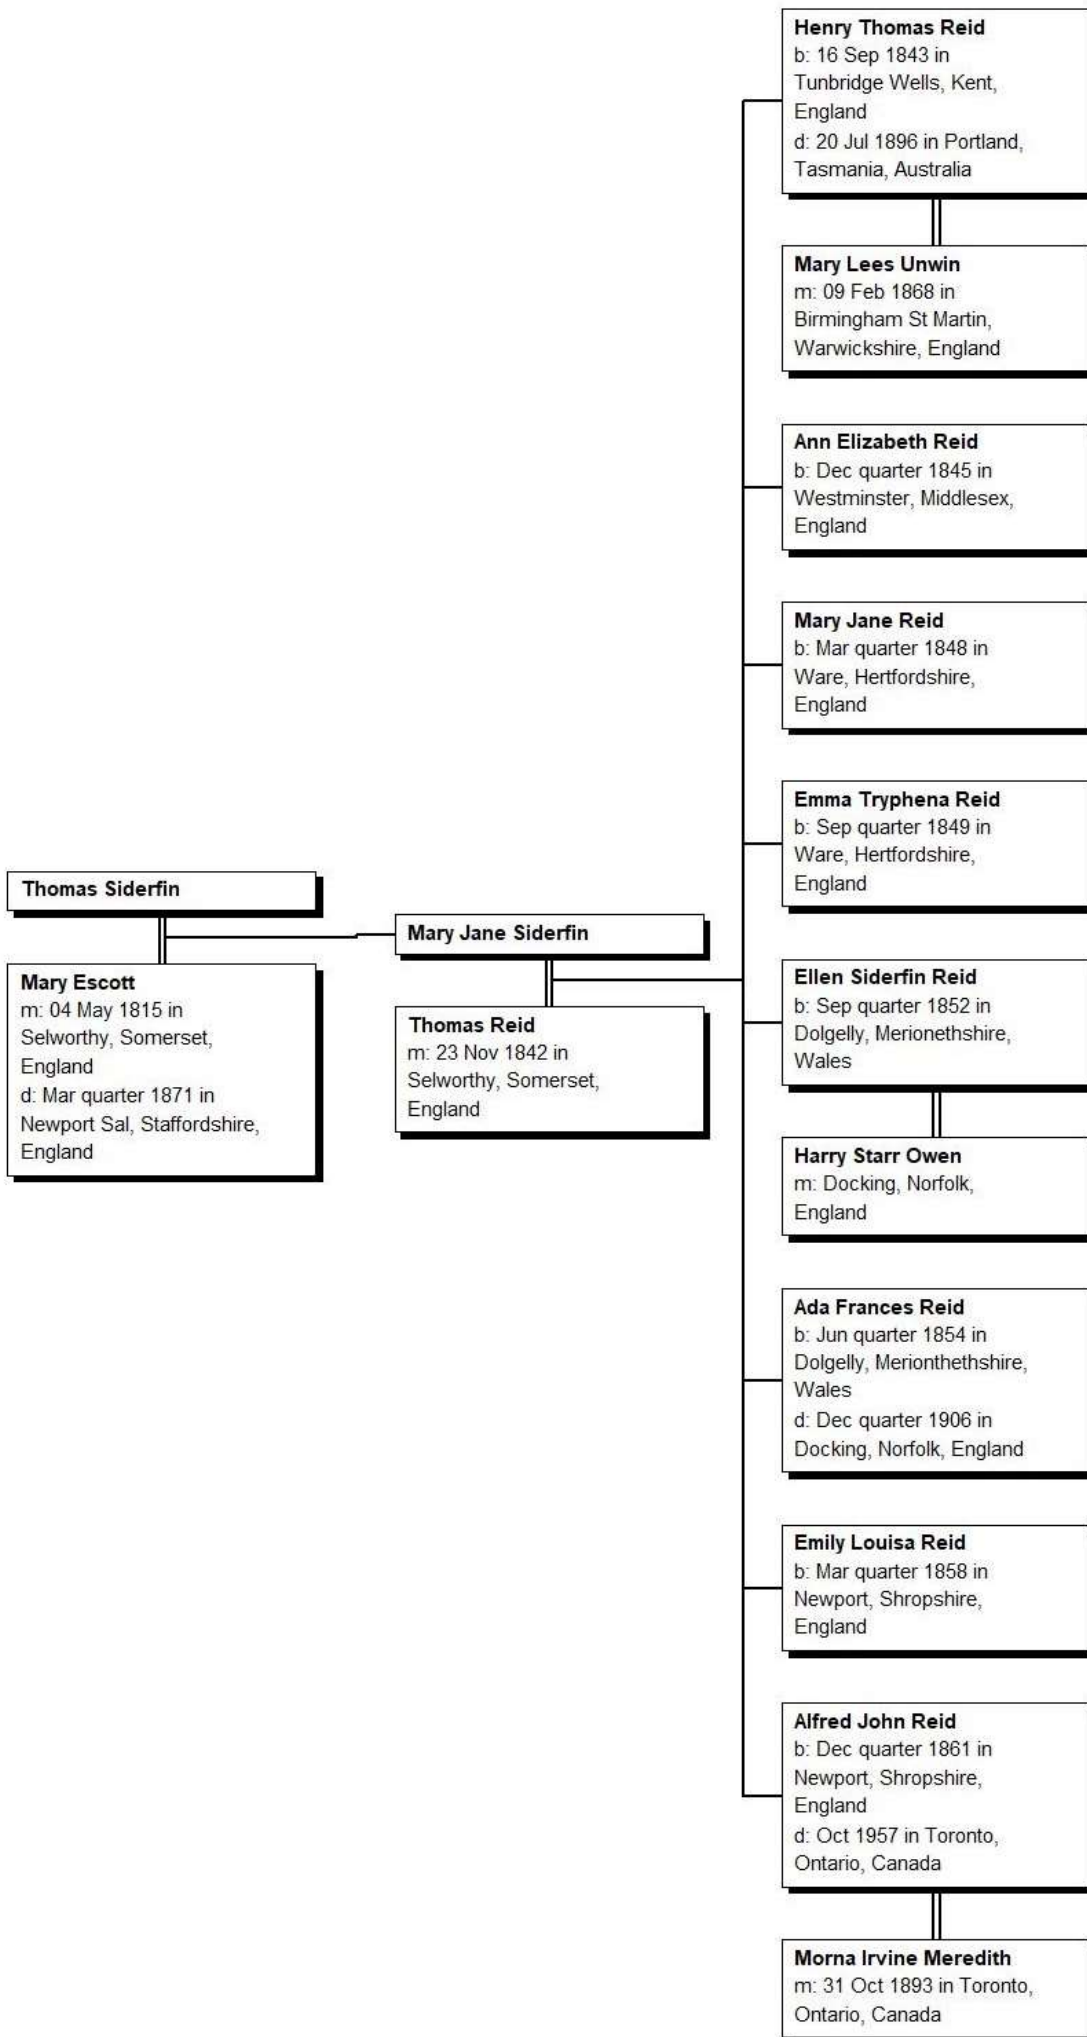 Thomas Siderfin
Mary Escott
m: 04 May 1815 in
Selworthy, Somerset,
England
d: Mar quarter 1871 in
Newport Sal, Staffordshire,
England
Mary Jane Siderfin
Thomas Reid
m: 23 Nov 1842 in
Selworthy, Somerset,
England
Henry Thomas Reid
b: 16 Sep 1843 in
Tunbridge Wells, Kent,
England
d: 20 Jul 1896 in Portland,
Tasmania, Australia
Mary Lees Unwin
m: 09 Feb 1868 in
Birmingham St Martin,
Warwickshire, England
Ann Elizabeth Reid
b: Dec quarter 1845 in
Westminster, Middlesex,
England
Mary Jane Reid
b: Mar quarter 1848 in
Ware, Hertfordshire,
England
Emma Tryphena Reid
b: Sep quarter 1849 in
Ware, Hertfordshire,
England
Ellen Siderfin Reid
b: Sep quarter 1852 in
Dolgelly, Merionethshire,
Wales
Harry Starr Owen
m: Docking, Norfolk,
England
Ada Frances Reid
b: Jun quarter 1854 in
Dolgelly, Merionthethshire,
Wales
d: Dec quarter 1906 in
Docking, Norfolk, England
Emily Louisa Reid
b: Mar quarter 1858 in
Newport, Shropshire,
England
Alfred John Reid
b: Dec quarter 1861 in
Newport, Shropshire,
England
d: Oct 1957 in Toronto,
Ontario, Canada
Morna Irvine Meredith
m: 31 Oct 1893 in Toronto,
Ontario, Canada